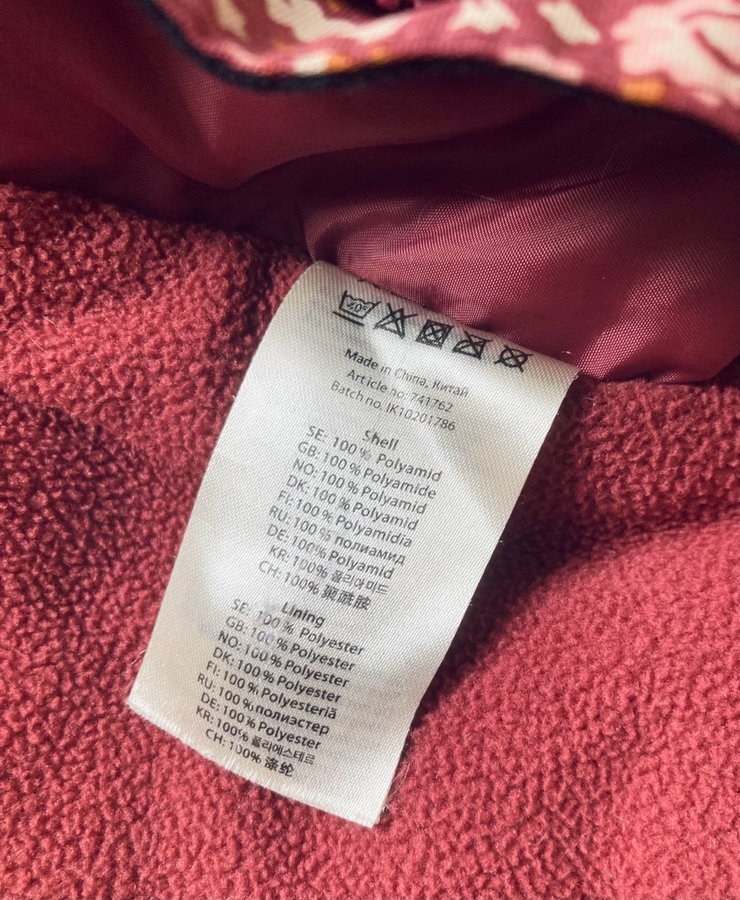 40°
Made in China, Китай
Article no: 741762
Batch no. IK10201786
Shell
SE: 100 % Polyamid
GB: 100 % Polyamide
NO: 100 % Polyamid
DK: 100 % Polyamid
FI: 100 % Polyamidia
RU: 100 % полиамид
DE: 100% Polyamid
KR: 100% 폴리아미드
CH: 100% 聚酰胺
Lining
SE: 100 % Polyester
GB: 100 % Polyester
NO: 100 % Polyester
DK: 100 % Polyester
FI: 100 % Polyesteriä
RU: 100 % полиэстер
DE: 100 % Polyester
KR: 100% 폴리에스테르
CH: 100% 涤纶